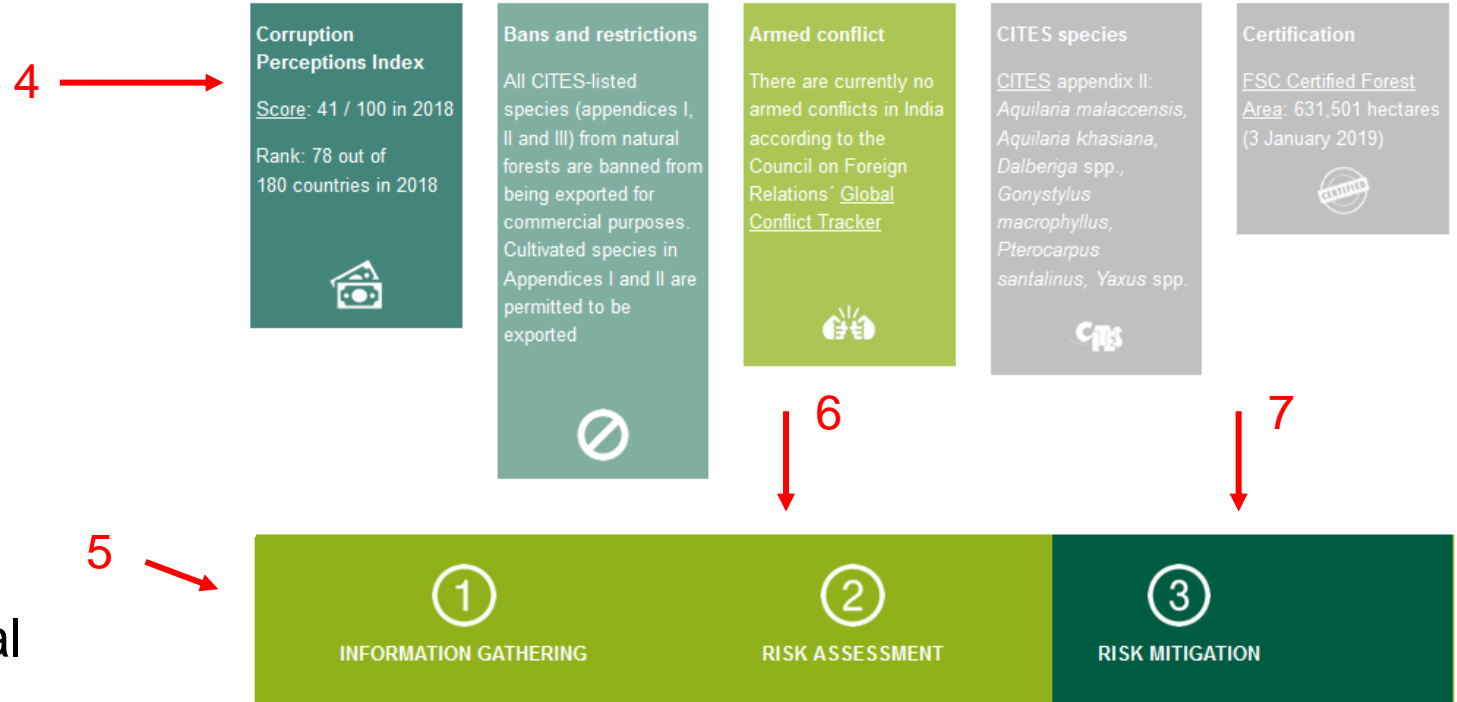 4
Corruption
Perceptions Index
Score: 41 / 100 in 2018
Rank: 78 out of
180 countries in 2018
Bans and restrictions
All CITES-listed
species (appendices I,
II and III) from natural
forests are banned from
being exported for
commercial purposes.
Cultivated species in
Appendices I and II are
permitted to be
exported
Armed conflict
There are currently no
armed conflicts in India
according to the
Council on Foreign
Relations´ Global
Conflict Tracker
CITES species
CITES appendix II:
Aquilaria malaccensis,
Aquilaria khasiana,
Dalberiga spp.,
Gonystylus
macrophyllus,
Pterocarpus
santalinus, Yaxus spp.
CITES
Certification
FSC Certified Forest
Area: 631,501 hectares
(3 January 2019)
CERTIFIED
6
7
5
al
1
INFORMATION GATHERING
2
RISK ASSESSMENT
3
RISK MITIGATION